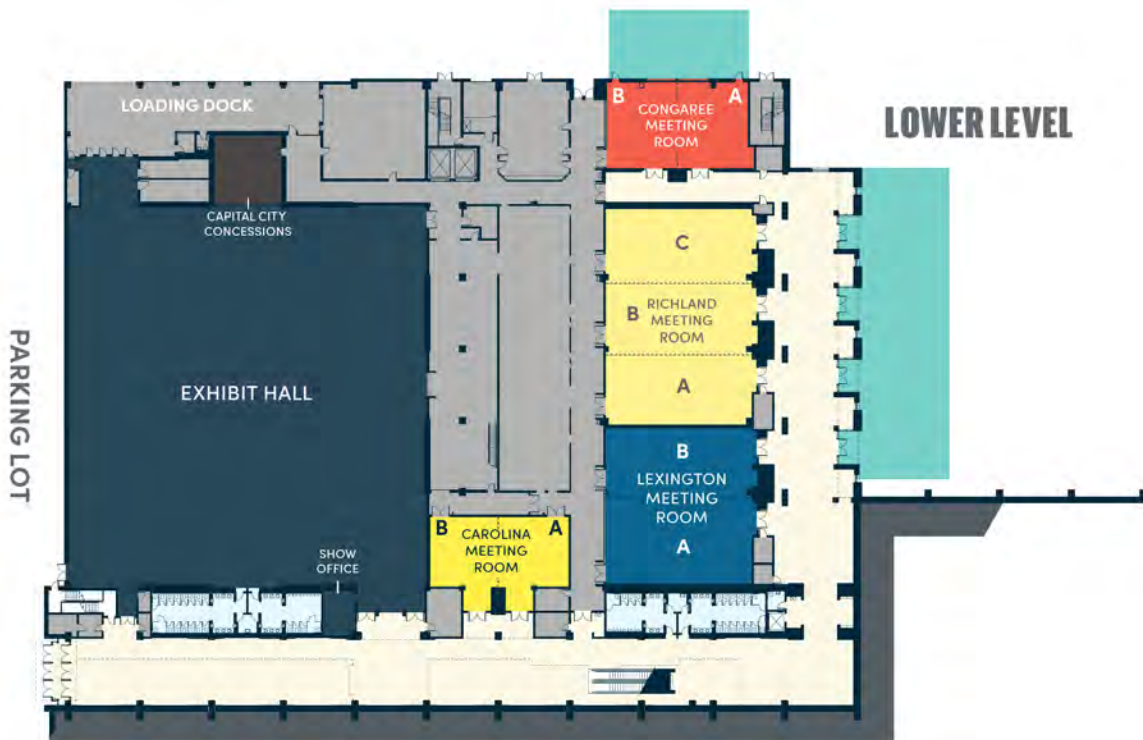 LOADING DOCK
B
A
CONGAREE
MEETING
ROOM
LOWER LEVEL
CAPITAL CITY
CONCESSIONS
C
B
RICHLAND
MEETING
ROOM
A
PARKING LOT
EXHIBIT HALL
B
LEXINGTON
MEETING
ROOM
A
B
A
CAROLINA
MEETING
ROOM
SHOW
OFFICE